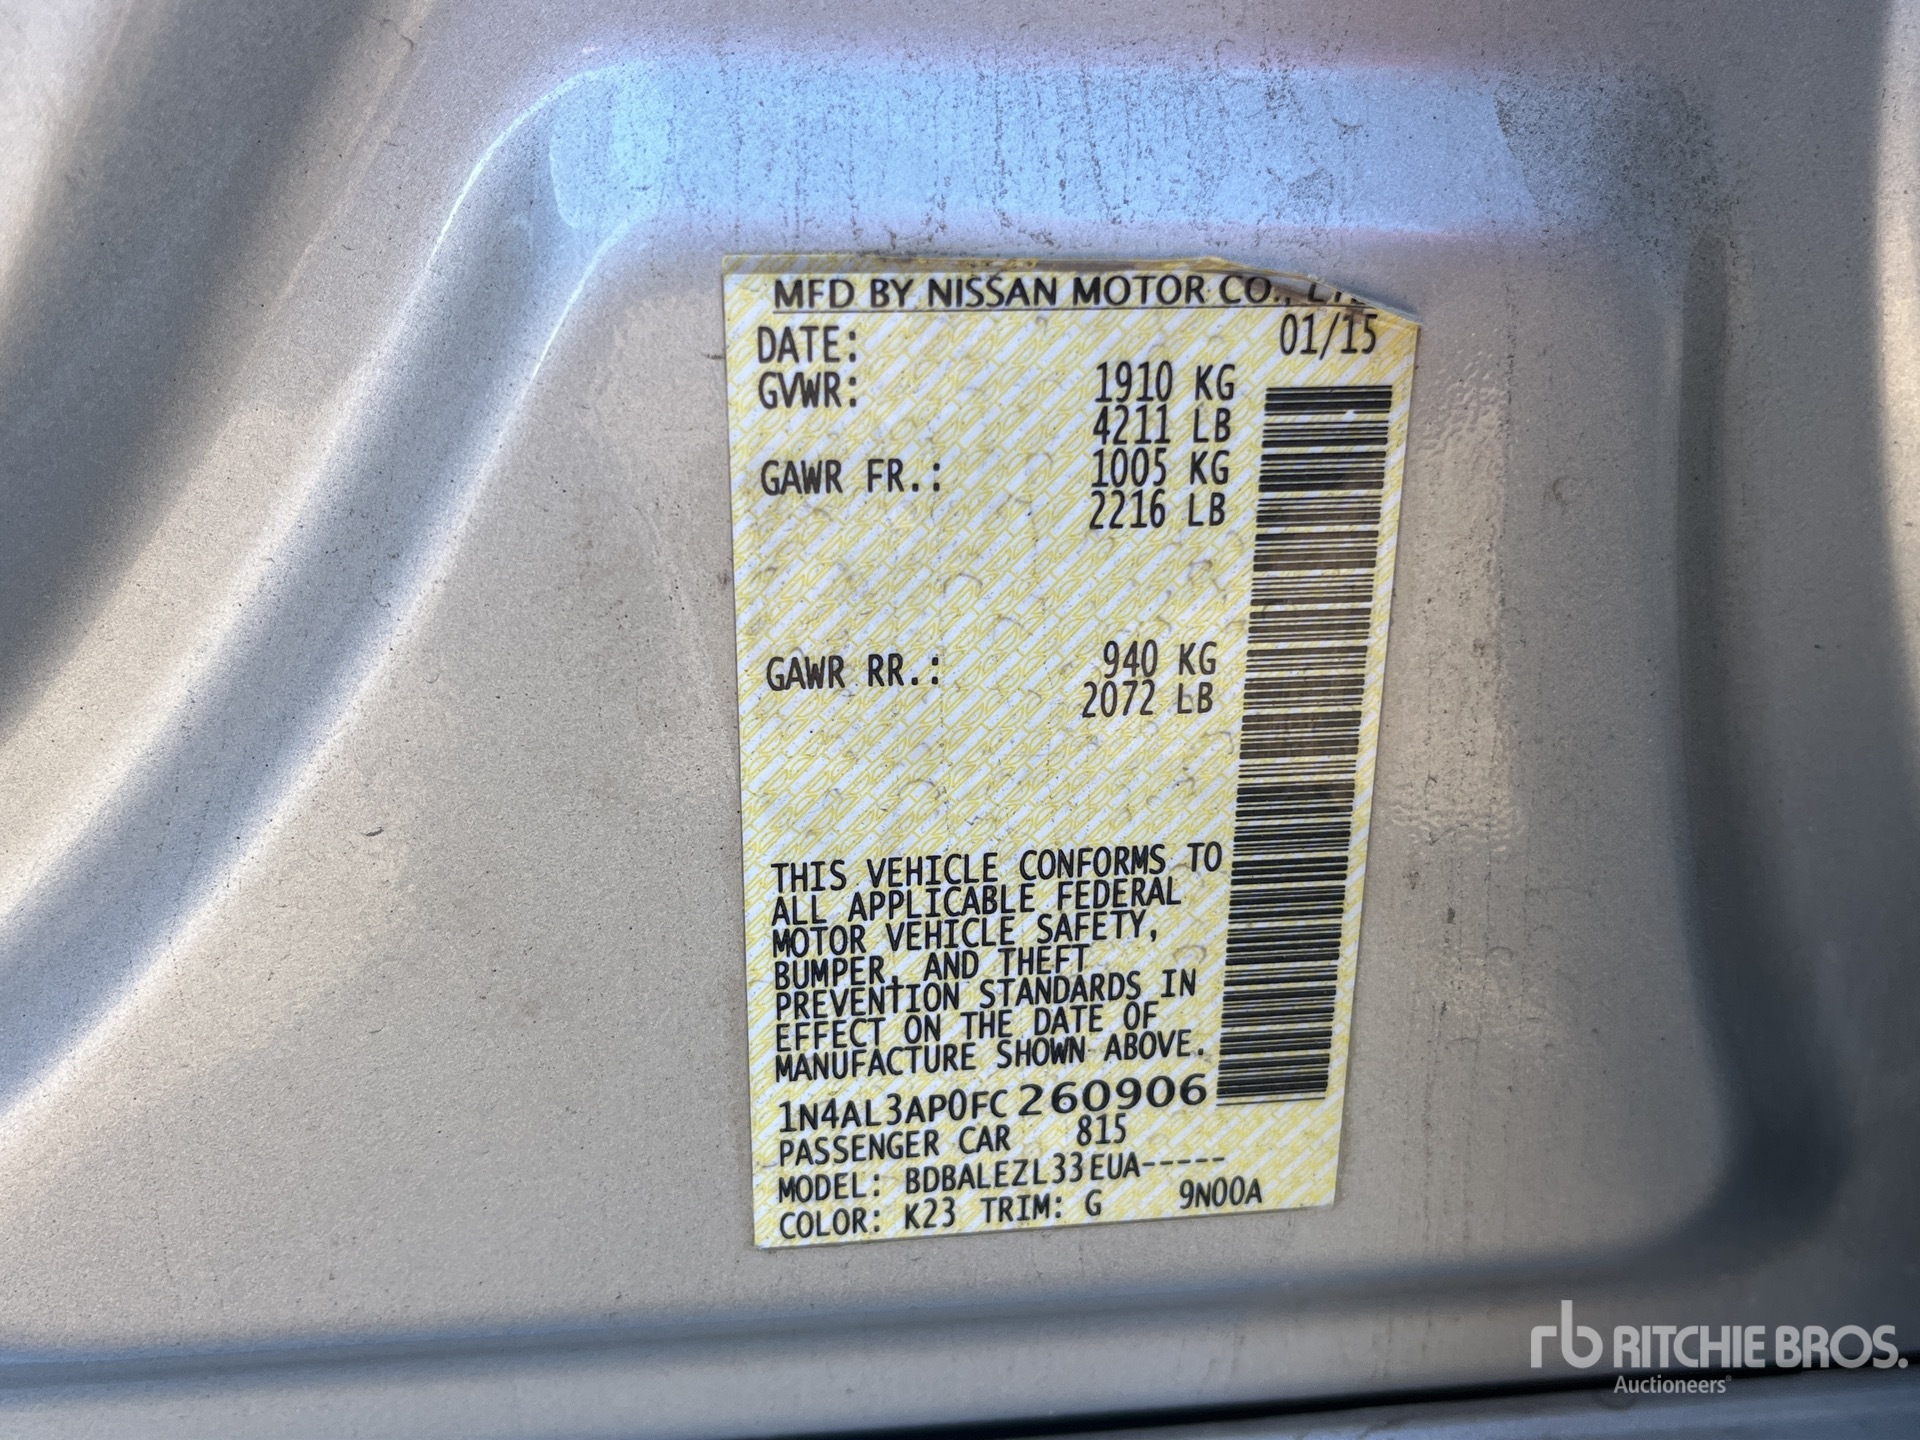 MFD BY NISSAN MOTOR CO.,
DATE: 01/15
GVWR: 1910 KG
4211 LB
GAWR FR.: 1005 KG
2216 LB
GAWR RR.: 940 KG
2072 LB
THIS VEHICLE CONFORMS TO
ALL APPLICABLE FEDERAL
MOTOR VEHICLE SAFETY,
BUMPER, AND THEFT
PREVENTION STANDARDS IN
EFFECT ON THE DATE OF
MANUFACTURE SHOWN ABOVE.
1N4AL3AP0FC260906
PASSENGER CAR 815
MODEL: BDBALEZL33EUA-----
COLOR: K23 TRIM: G 9N00A
rb RITCHIE BROS.
Auctioneers